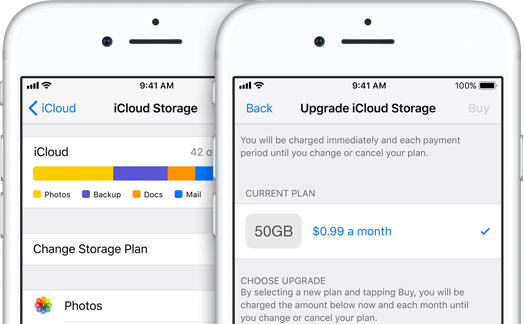 9:41 AM
iCloud
iCloud Storage
iCloud
42 o
Photos
Backup
Docs
Mail
Change Storage Plan
Photos
9:41 AM
100%
Back
Upgrade iCloud Storage
Buy
You will be charged immediately and each payment
period until you change or cancel your plan.
CURRENT PLAN
50GB
$0.99 a month
CHOOSE UPGRADE
By selecting a new plan and tapping Buy, you will be
charged the amount below now and each month until
you change or cancel your plan.